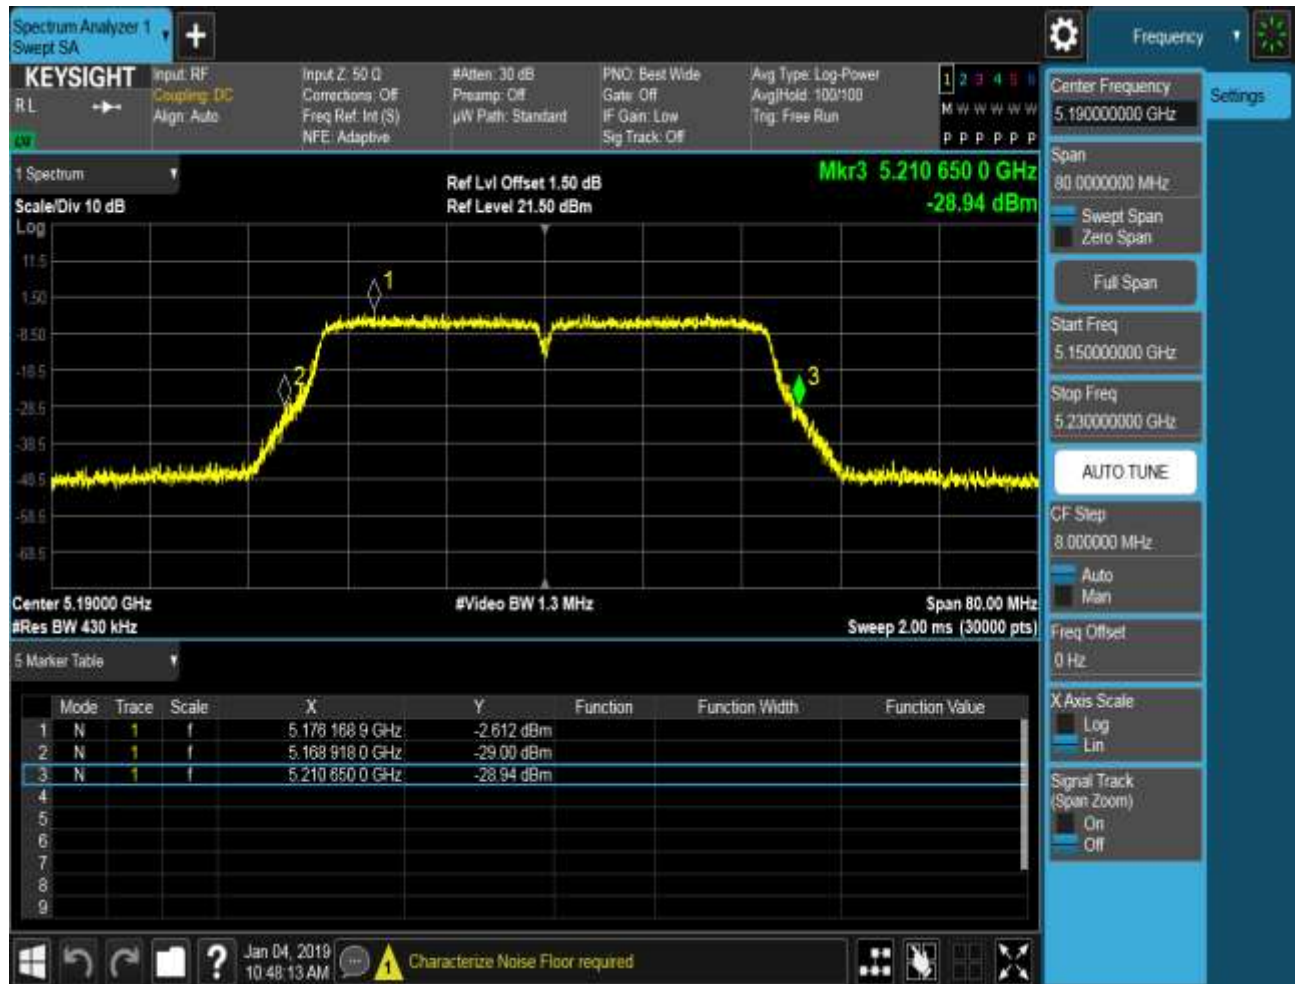 Spectrum Analyzer 1
Swept SA
+
Frequency
KEYSIGHT
RL
Input: RF
Coupling: DC
Align: Auto
Input Z: 50 Ω
Corrections: Off
Freq Ref: Int (S)
NFE: Adaptive
#Atten: 30 dB
Preamp: Off
µW Path: Standard
PNO: Best Wide
Gate: Off
IF Gain: Low
Sig Track: Off
Avg Type: Log-Power
Avg|Hold: 100/100
Trig: Free Run
1 2 3 4 5 6
M W W W W W
P P P P P P
1 Spectrum
Scale/Div 10 dB
Ref Lvl Offset 1.50 dB
Ref Level 21.50 dBm
Mkr3 5.210 650 0 GHz
-28.94 dBm
Log
11.5
1.50
-8.50
-18.5
-28.5
-38.5
-48.5
-58.5
-68.5
1
2
3
Center 5.19000 GHz
#Video BW 1.3 MHz
Span 80.00 MHz
#Res BW 430 kHz
Sweep 2.00 ms (30000 pts)
5 Marker Table
Mode Trace Scale X Y Function Function Width Function Value
1 N 1 f 5.176 168 9 GHz -2.612 dBm
2 N 1 f 5.168 918 0 GHz -29.00 dBm
3 N 1 f 5.210 650 0 GHz -28.94 dBm
4
5
6
7
8
9
Center Frequency
5.190000000 GHz
Settings
Span
80.0000000 MHz
Swept Span
Zero Span
Full Span
Start Freq
5.150000000 GHz
Stop Freq
5.230000000 GHz
AUTO TUNE
CF Step
8.000000 MHz
Auto
Man
Freq Offset
0 Hz
X Axis Scale
Log
Lin
Signal Track
(Span Zoom)
On
Off
?
Jan 04, 2019
10:48:13 AM
1
Characterize Noise Floor required